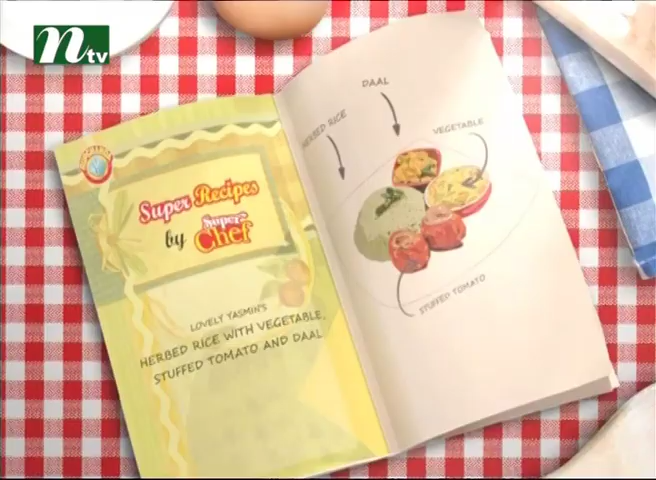 ntv
Super Recipes
by Super Chef
LOVELY YASMIN'S
HERBED RICE WITH VEGETABLE,
STUFFED TOMATO AND DAAL
DAAL
HERBED RICE
VEGETABLE
STUFFED TOMATO